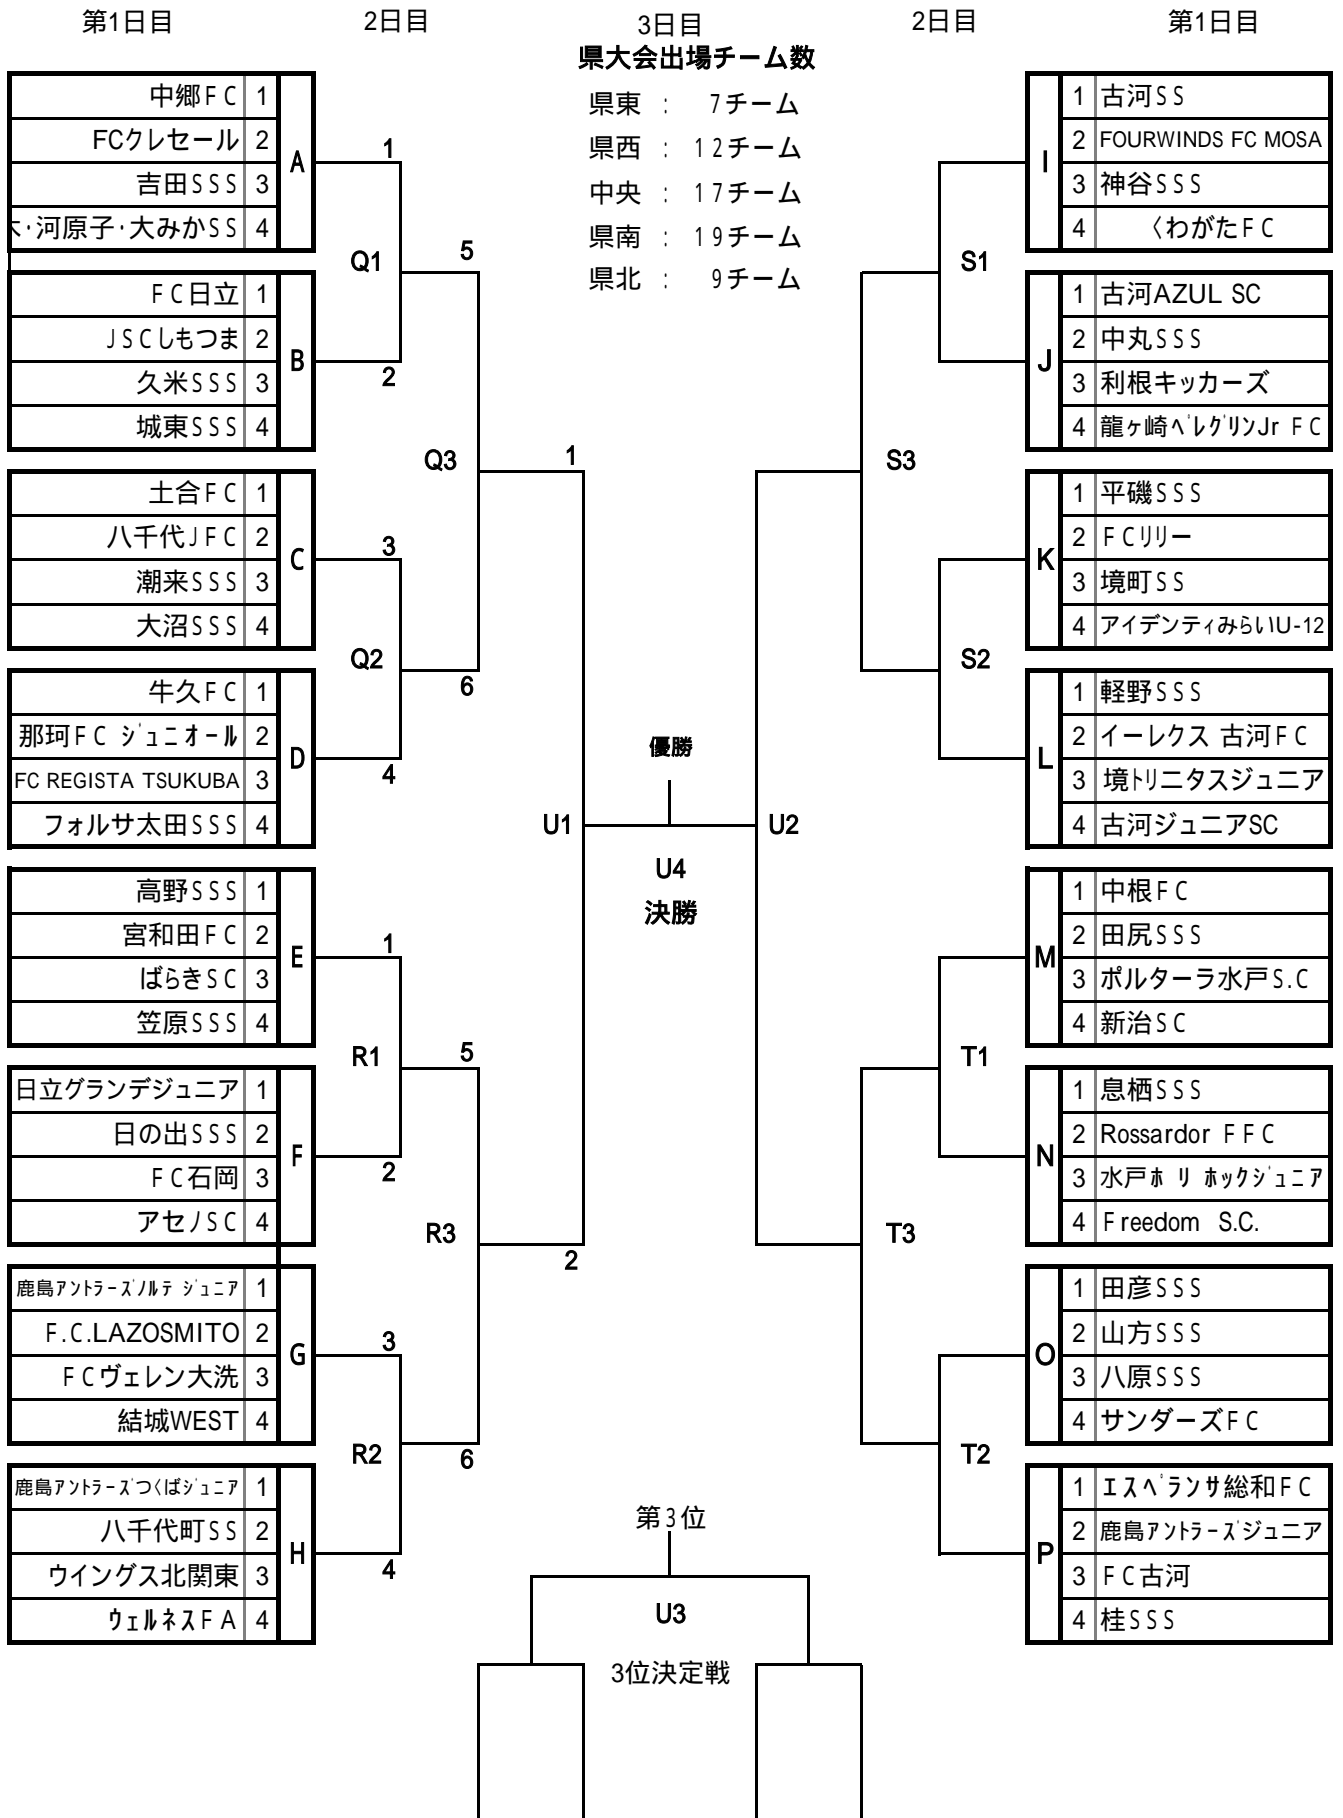 第1日目
2日目
3日目
2日目
第1日目
県大会出場チーム数
県東 : 7チーム
県西 : 12チーム
中央 : 17チーム
県南 : 19チーム
県北 : 9チーム
中郷FC 1
FCクレセール 2
吉田SSS 3
・河原子・大みかSS 4
A
FC日立 1
JSCしもつま 2
久米SSS 3
城東SSS 4
B
土合FC 1
八千代JFC 2
潮来SSS 3
大沼SSS 4
C
牛久FC 1
那珂FC ジュニオール 2
FC REGISTA TSUKUBA 3
フォルサ太田SSS 4
D
高野SSS 1
宮和田FC 2
ばらきSC 3
笠原SSS 4
E
日立グランデジュニア 1
日の出SSS 2
FC石岡 3
アセノSC 4
F
鹿島アントラーズノルテ ジュニア 1
F.C.LAZOSMITO 2
FCヴェレン大洗 3
結城WEST 4
G
鹿島アントラーズつくばジュニア 1
八千代町SS 2
ウイングス北関東 3
ウェルネスFA 4
H
1
Q1
2
5
Q3
3
Q2
4
6
1
U1
1
R1
2
5
R3
2
3
R2
4
6
優勝
U4
決勝
U2
S1
S3
S2
T1
T3
T2
第3位
U3
3位決定戦
I
1 古河SS
2 FOURWINDS FC MOSA
3 神谷SSS
4 くわがたFC
J
1 古河AZUL SC
2 中丸SSS
3 利根キッカーズ
4 龍ヶ崎ペレグリンJr FC
K
1 平磯SSS
2 FCリリー
3 境町SS
4 アイデンティみらいU-12
L
1 軽野SSS
2 イーレクス 古河FC
3 境トリニタスジュニア
4 古河ジュニアSC
M
1 中根FC
2 田尻SSS
3 ポルターラ水戸S.C
4 新治SC
N
1 息栖SSS
2 Rossardor FFC
3 水戸ホ リ ホックジュニア
4 Freedom S.C.
O
1 田彦SSS
2 山方SSS
3 八原SSS
4 サンダーズFC
P
1 エスペランサ総和FC
2 鹿島アントラーズジュニア
3 FC古河
4 桂SSS